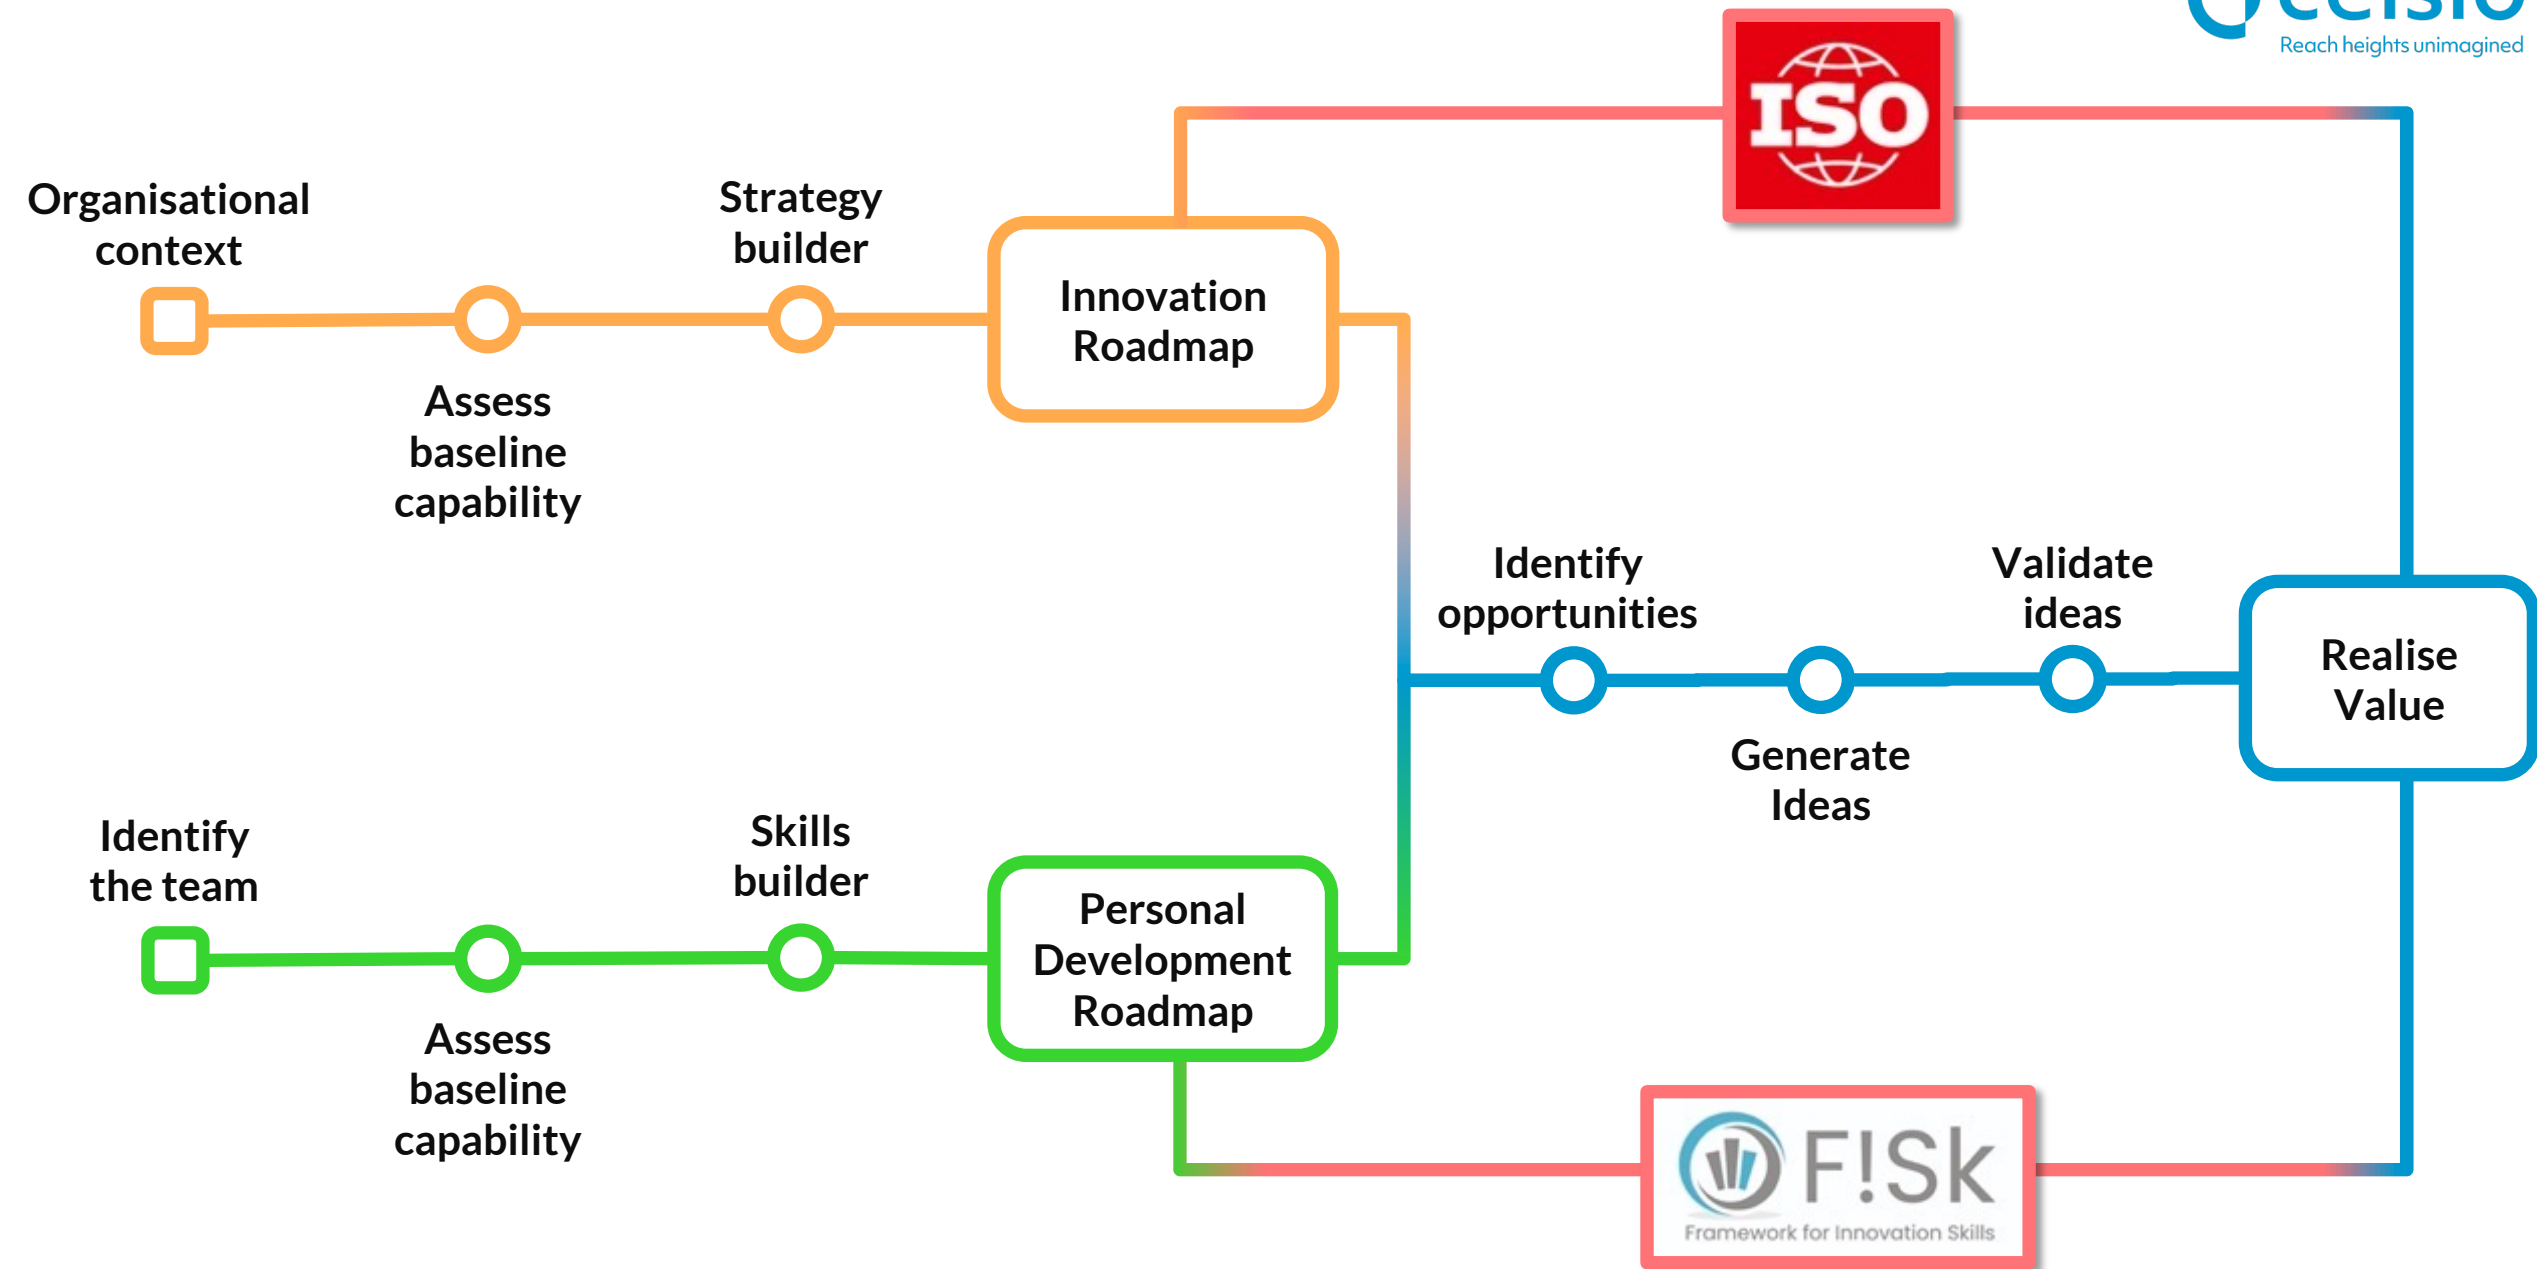 Reach heights unimagined
ISO
Organisational
context
Strategy
builder
Innovation
Roadmap
Assess
baseline
capability
Identify
opportunities
Validate
ideas
Realise
Value
Generate
Ideas
Identify
the team
Skills
builder
Personal
Development
Roadmap
Assess
baseline
capability
F!Sk
Framework for Innovation Skills